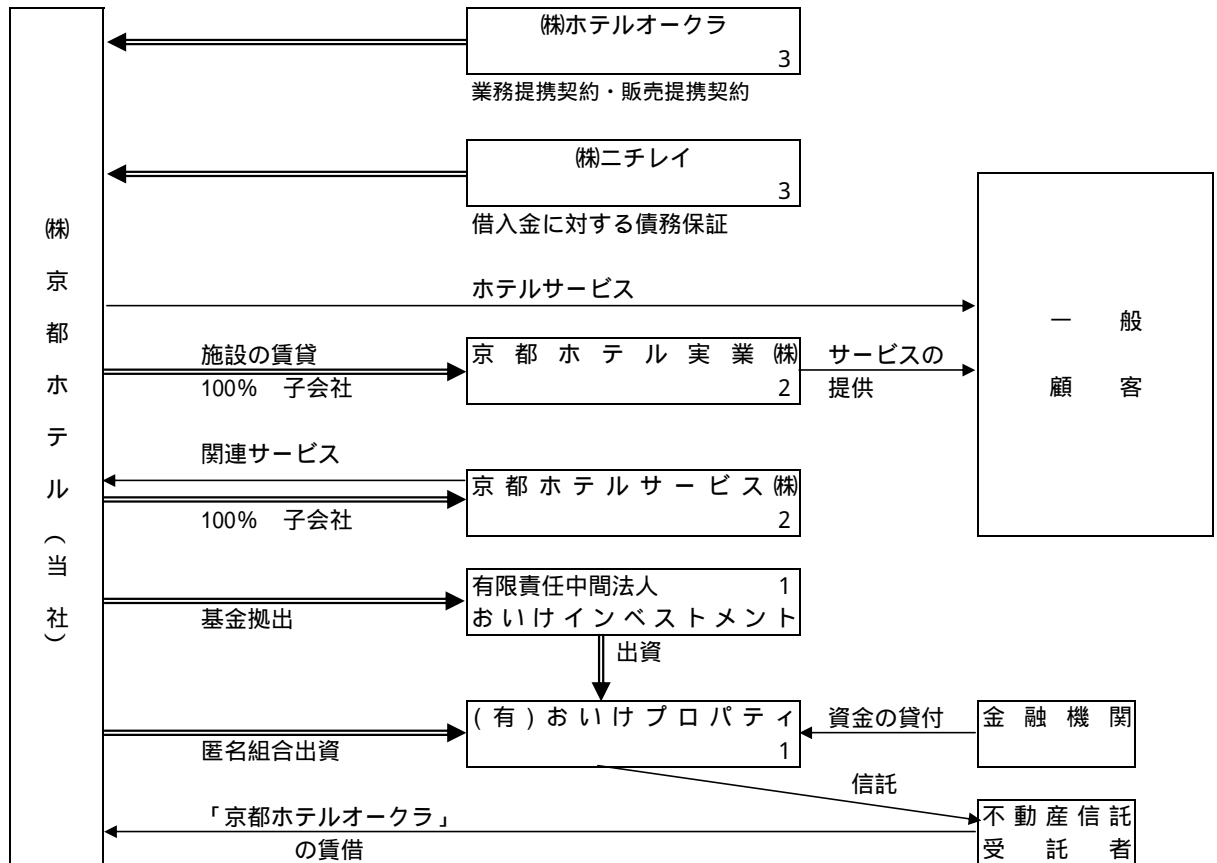 ㈱ホテルオークラ
3
業務提携契約・販売提携契約
㈱ニチレイ
3
借入金に対する債務保証
㈱京都ホテル(当社)
ホテルサービス
一般
顧客
施設の賃貸
100% 子会社
京都ホテル実業㈱
2
サービスの
提供
関連サービス
100% 子会社
京都ホテルサービス㈱
2
基金拠出
有限責任中間法人 1
おいけインベストメント
出資
匿名組合出資
(有)おいけプロパティ
1
資金の貸付
金融機関
信託
「京都ホテルオークラ」
の賃借
不動産信託
受託者